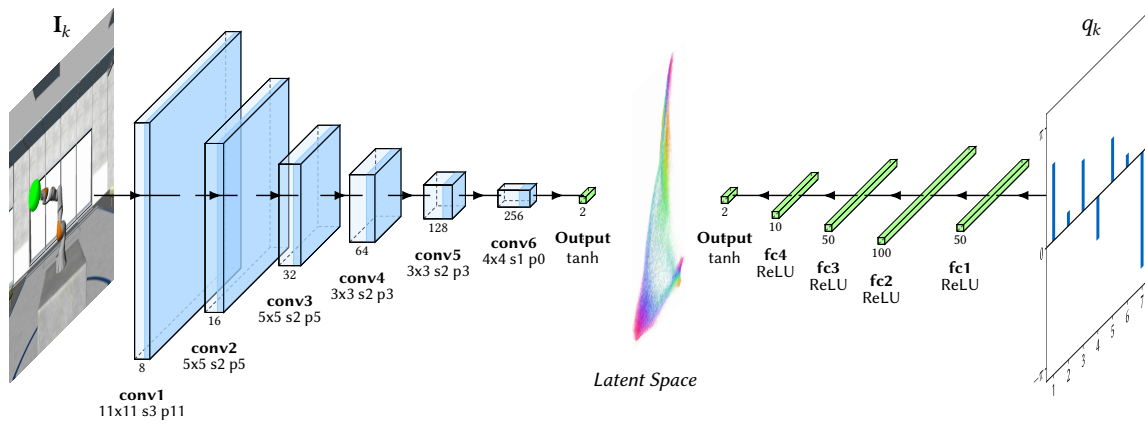 I_k
8
conv1
11x11 s3 p11
16
conv2
5x5 s2 p5
32
conv3
5x5 s2 p5
64
conv4
3x3 s2 p3
128
conv5
3x3 s2 p3
256
conv6
4x4 s1 p0
2
Output
tanh
Latent Space
2
Output
tanh
10
fc4
ReLU
50
fc3
ReLU
100
fc2
ReLU
50
fc1
ReLU
q_k
π
0
-π
1
2
3
4
5
6
7